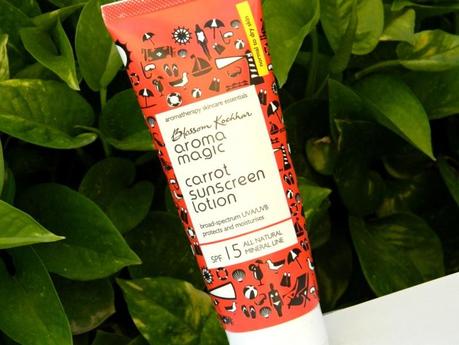 normal to dry skin
aromatherapy skincare essentials
Blossom Kochhar
aroma
magic
carrot
sunscreen
lotion
broad-spectrum UVA/UVB
protects and moisturises
SPF 15 ALL NATURAL
MINERAL LINE